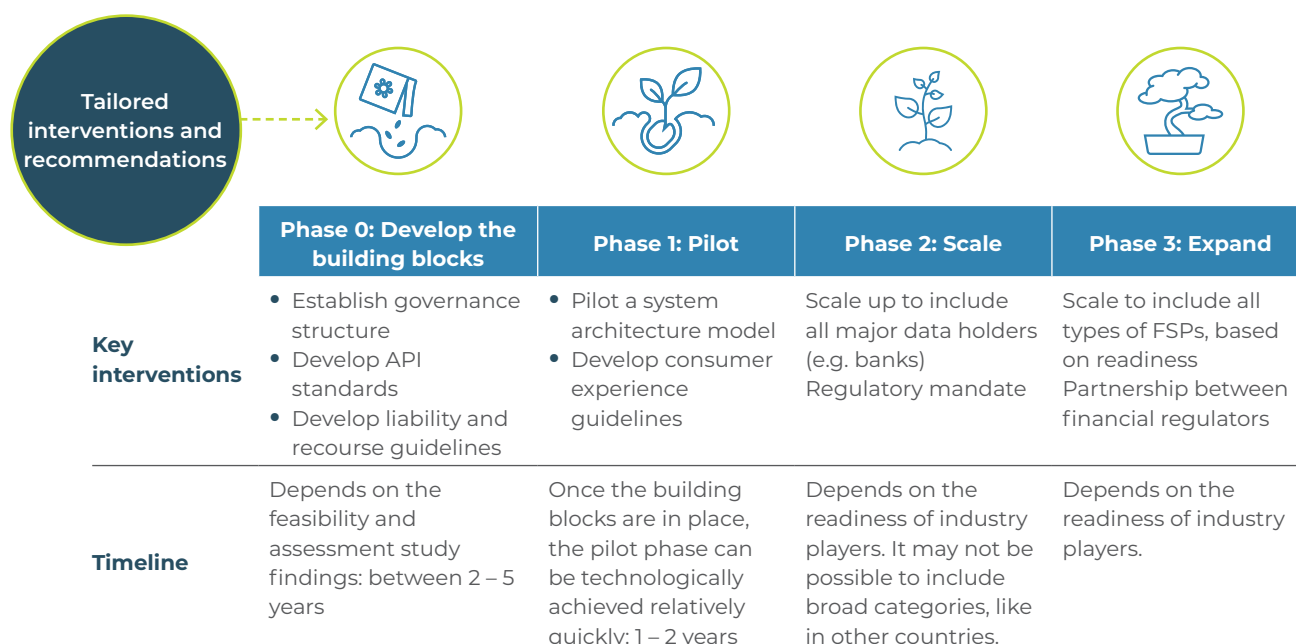 Tailored
interventions and
recommendations
Phase 0: Develop the
building blocks
Phase 1: Pilot
Phase 2: Scale
Phase 3: Expand
Key
interventions
• Establish governance
structure
• Develop API
standards
• Develop liability and
recourse guidelines
• Pilot a system
architecture model
• Develop consumer
experience
guidelines
Scale up to include
all major data holders
(e.g. banks)
Regulatory mandate
Scale to include all
types of FSPs, based
on readiness
Partnership between
financial regulators
Timeline
Depends on the
feasibility and
assessment study
findings: between 2 – 5
years
Once the building
blocks are in place,
the pilot phase can
be technologically
achieved relatively
quickly: 1 – 2 years
Depends on the
readiness of industry
players. It may not be
possible to include
broad categories, like
in other countries.
Depends on the
readiness of industry
players.